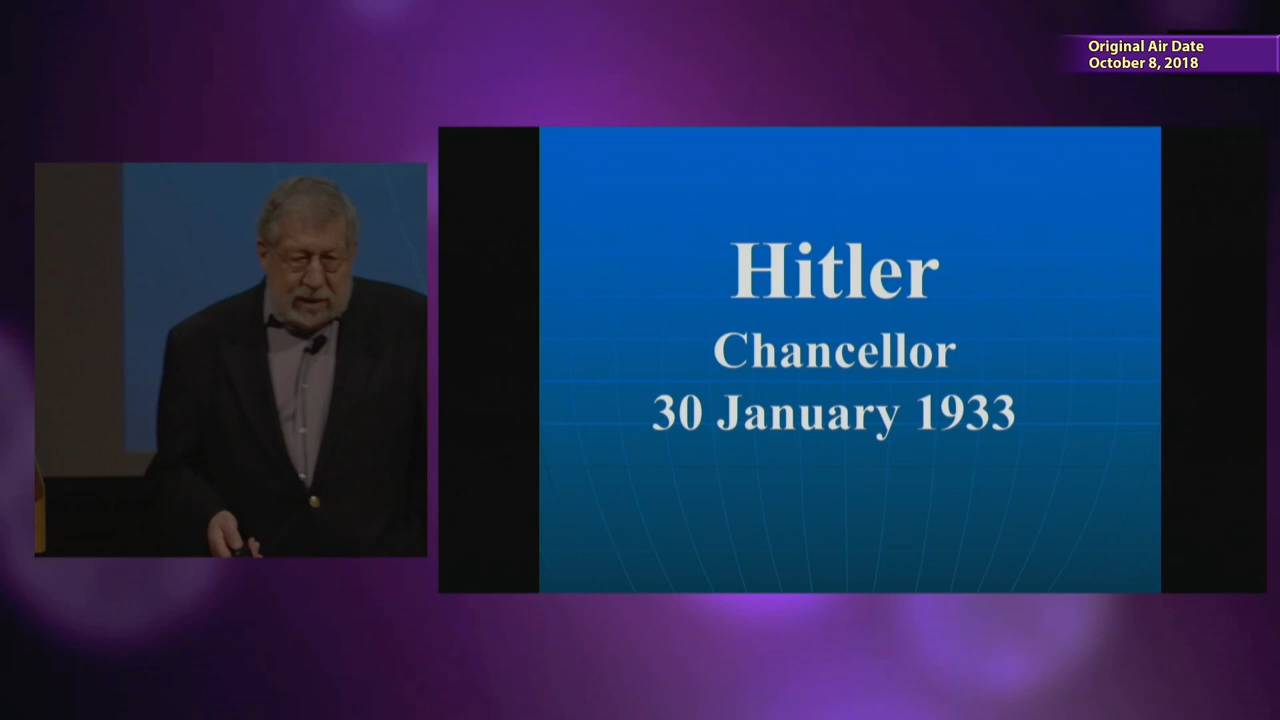 Original Air Date
October 8, 2018
Hitler
Chancellor
30 January 1933